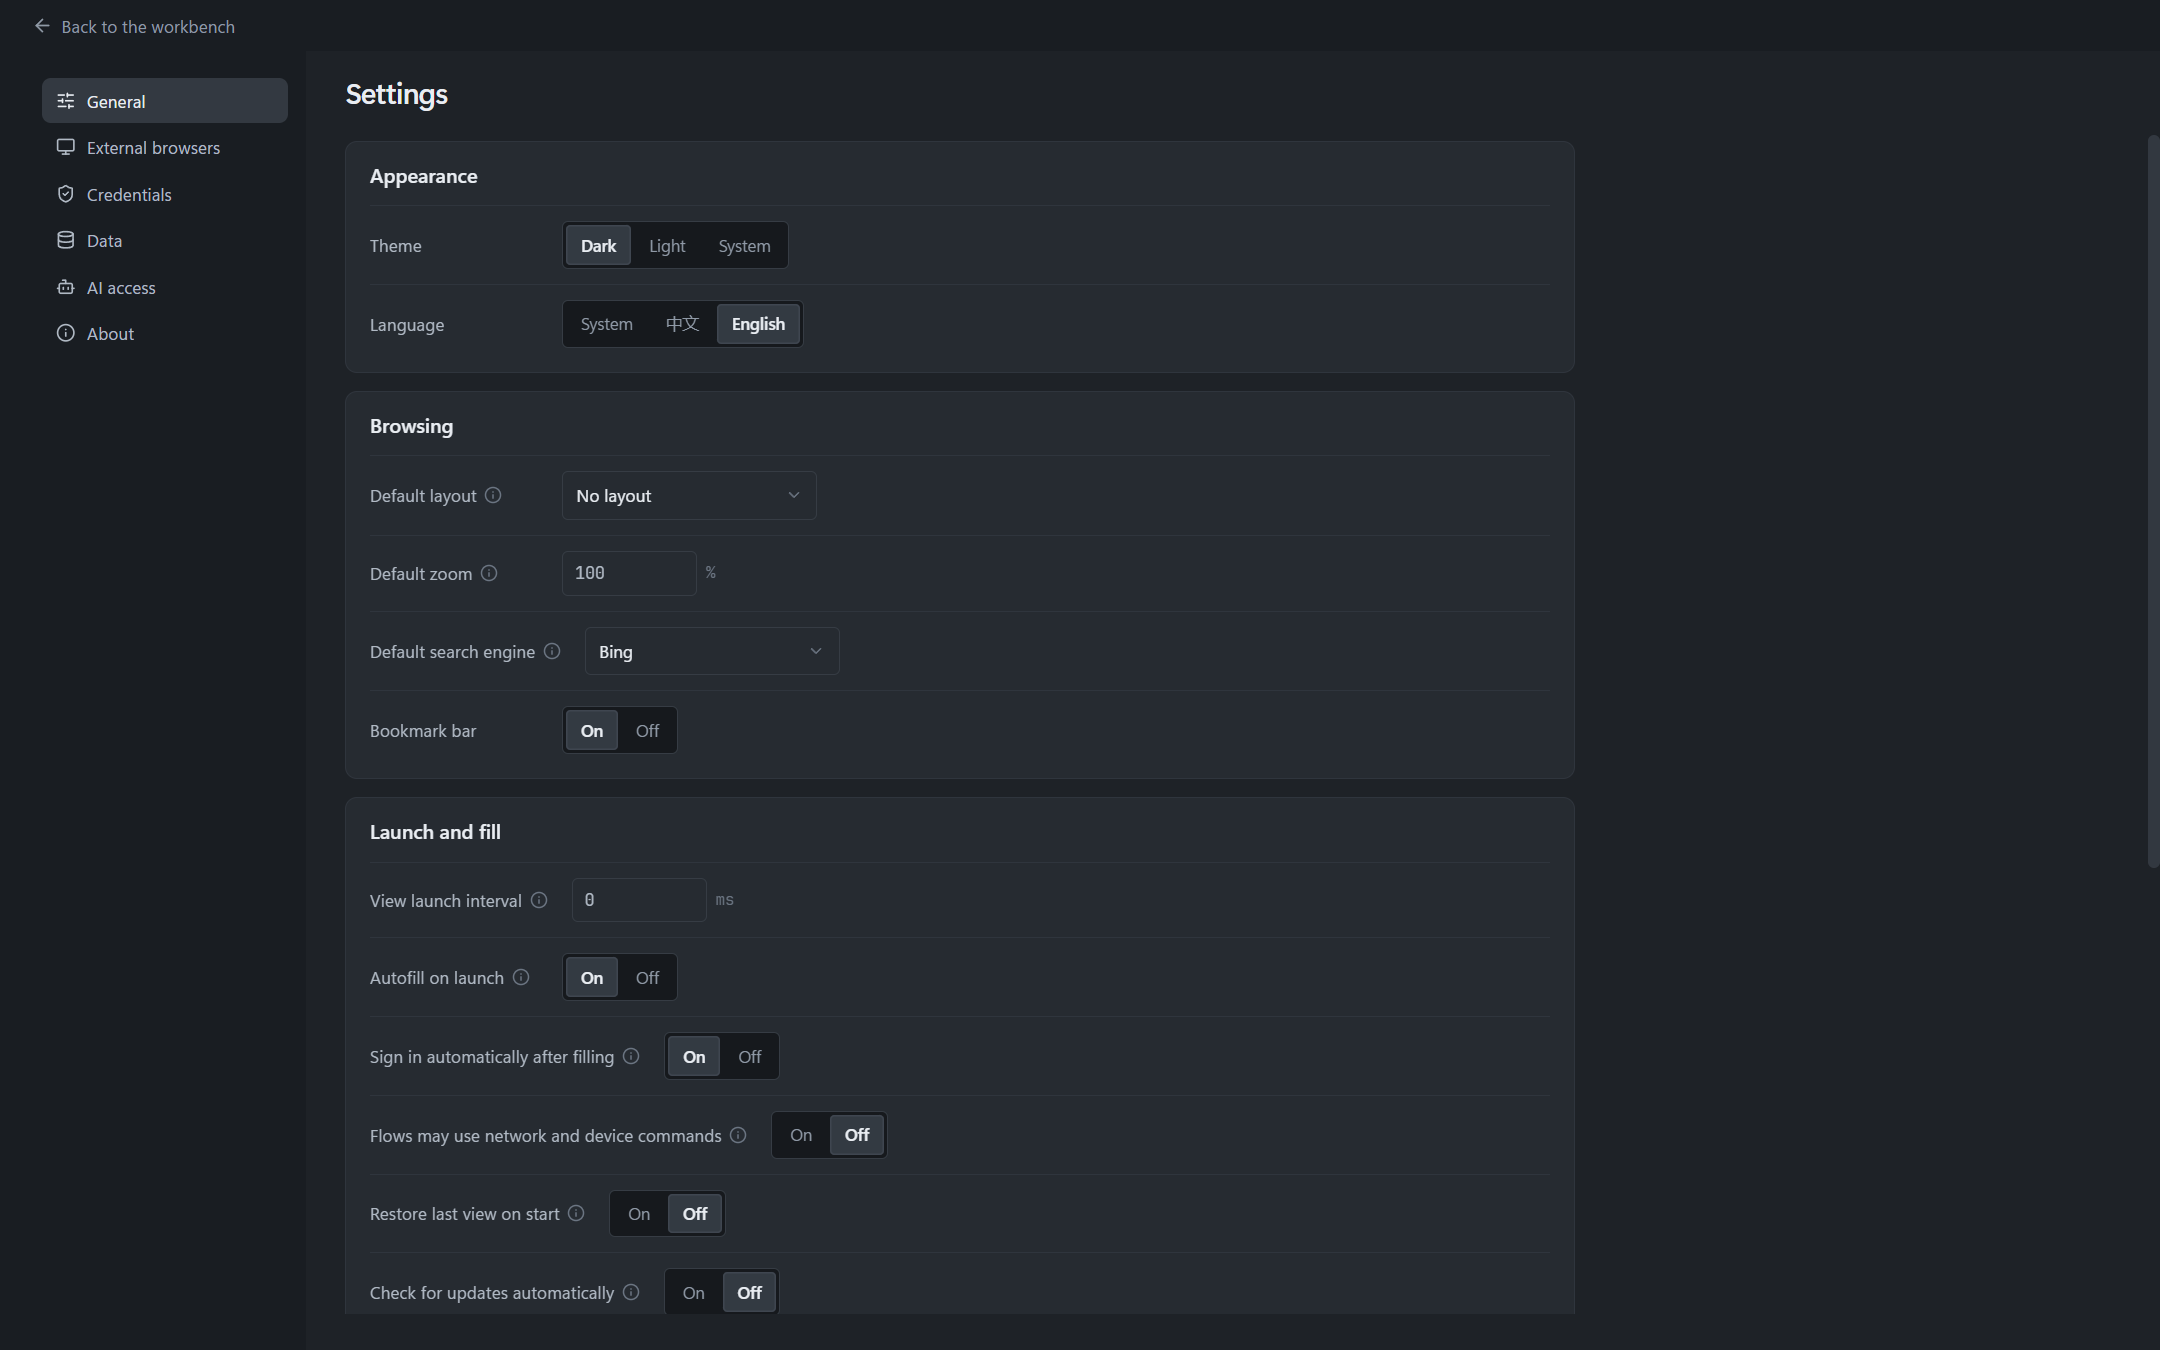 Back to the workbench
General
External browsers
Credentials
Data
AI access
About
Settings
Appearance
Theme Dark Light System
Language System 中文 English
Browsing
Default layout No layout
Default zoom 100 %
Default search engine Bing
Bookmark bar On Off
Launch and fill
View launch interval 0 ms
Autofill on launch On Off
Sign in automatically after filling On Off
Flows may use network and device commands On Off
Restore last view on start On Off
Check for updates automatically On Off